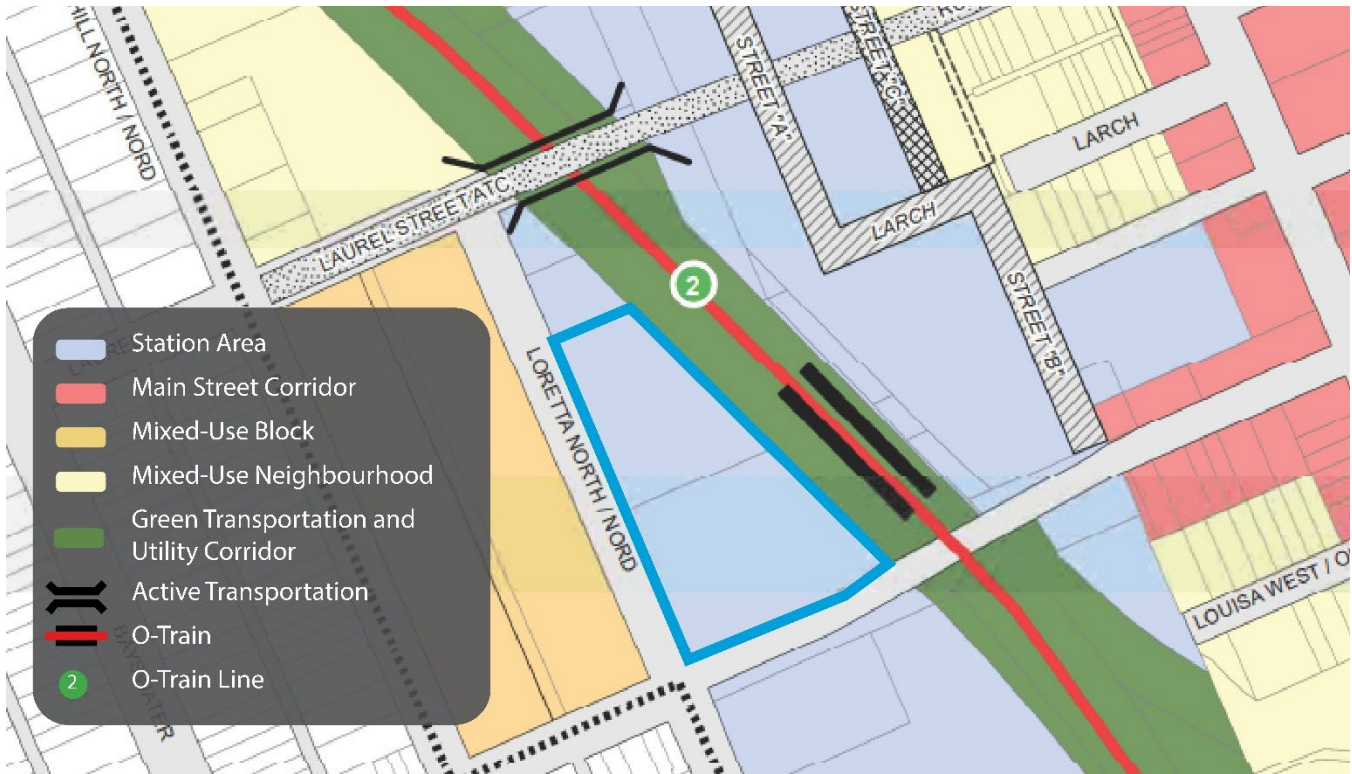 HILL NORTH / NORD
STREET "A"
STREET "C"
LARCH
LARCH
LAUREL STREET ATC
2
STREET "B"
LORETTA NORTH / NORD
LOUISA WEST / O
Station Area
Main Street Corridor
Mixed-Use Block
Mixed-Use Neighbourhood
Green Transportation and
Utility Corridor
Active Transportation
O-Train
2
O-Train Line
BAYSWATER